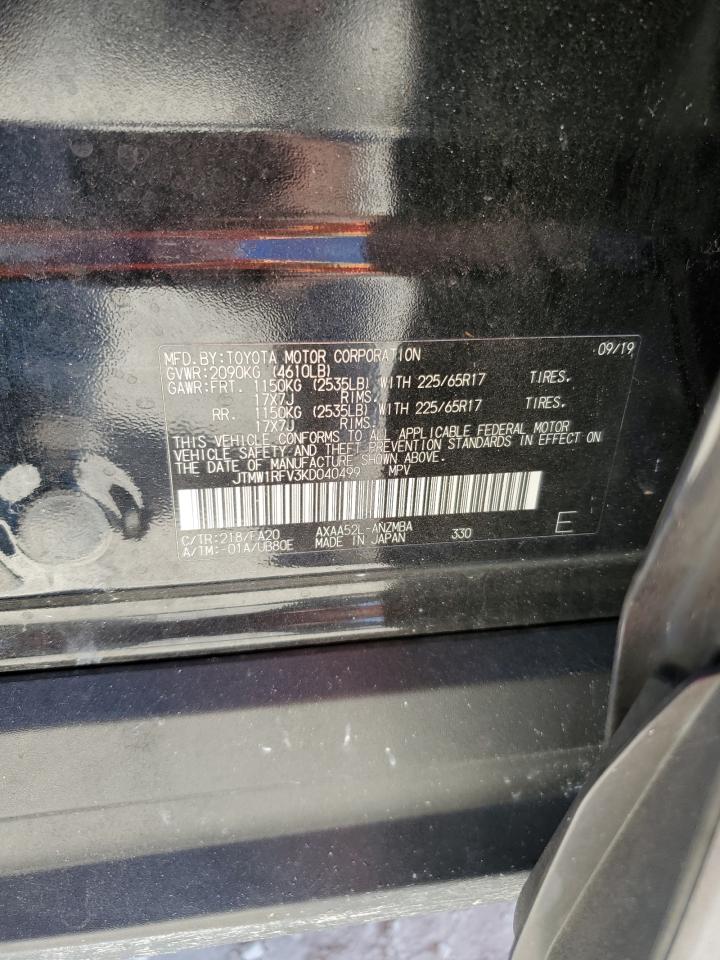 MFD.BY:TOYOTA MOTOR CORPORATION 09/19
GVWR:2090KG (4610LB)
GAWR:FRT. 1150KG (2535LB) WITH 225/65R17 TIRES.
17X7J RIMS.
RR. 1150KG (2535LB) WITH 225/65R17 TIRES.
17X7J RIMS.
THIS VEHICLE CONFORMS TO ALL APPLICABLE FEDERAL MOTOR
VEHICLE SAFETY AND THEFT PREVENTION STANDARDS IN EFFECT ON
THE DATE OF MANUFACTURE SHOWN ABOVE.
JTMW1RFV3KD040499 MPV
C/TR:218/FA20 AXAA52L-ANZMBA 330 E
A/TM:-01A/UB80E MADE IN JAPAN